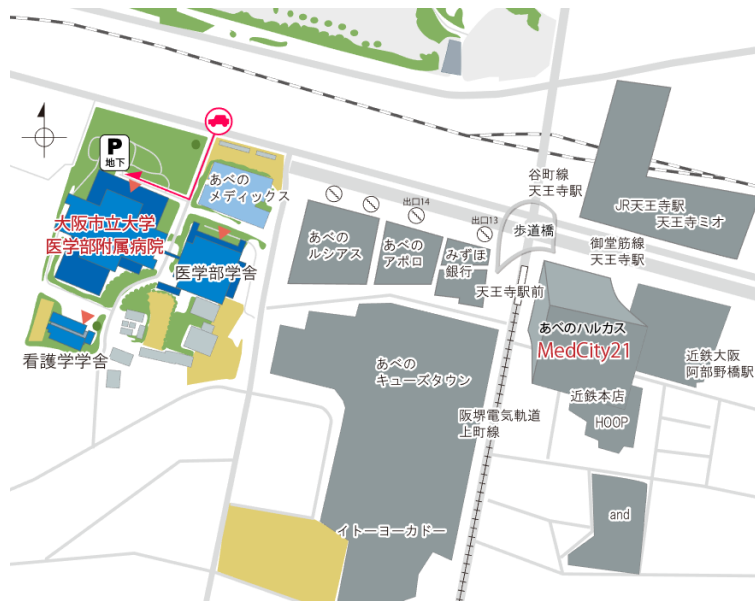 P
地下
大阪市立大学
医学部附属病院
あべの
メディックス
医学部学舎
看護学学舎
あべの
ルシアス
出口14
あべの
アポロ
出口13
みずほ
銀行
谷町線
天王寺駅
歩道橋
JR天王寺駅
天王寺ミオ
御堂筋線
天王寺駅
天王寺駅前
あべのハルカス
MedCity21
近鉄大阪
阿部野橋駅
近鉄本店
HOOP
あべの
キューズタウン
阪堺電気軌道
上町線
イトーヨーカドー
and